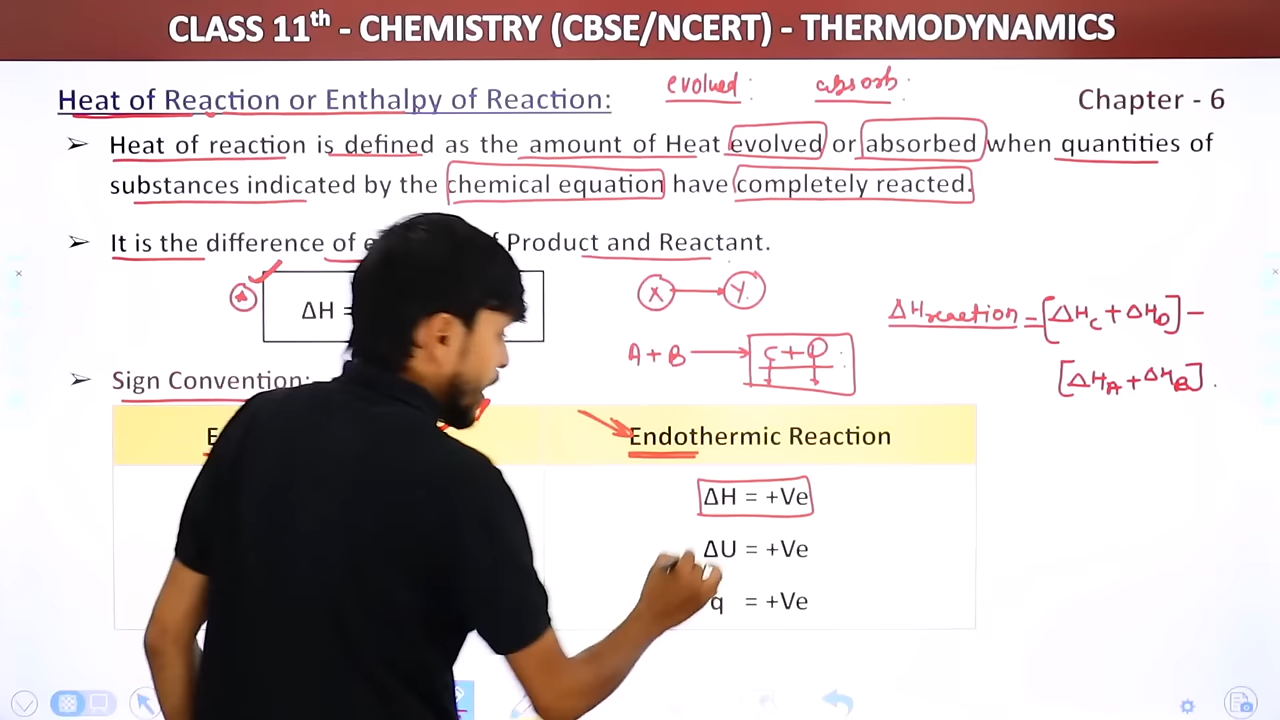 CLASS 11th - CHEMISTRY (CBSE/NCERT) - THERMODYNAMICS
evolved: absorb:
Heat of Reaction or Enthalpy of Reaction:
Chapter - 6
➢ Heat of reaction is defined as the amount of Heat evolved or absorbed when quantities of
substances indicated by the chemical equation have completely reacted.
➢ It is the difference of of Product and Reactant.
X → Y
ΔH =
ΔHreaction = [ΔHC + ΔHD] -
A + B → C + D
[ΔHA + ΔHB].
➢ Sign Convention:
Endothermic Reaction
ΔH = +Ve
ΔU = +Ve
q = +Ve